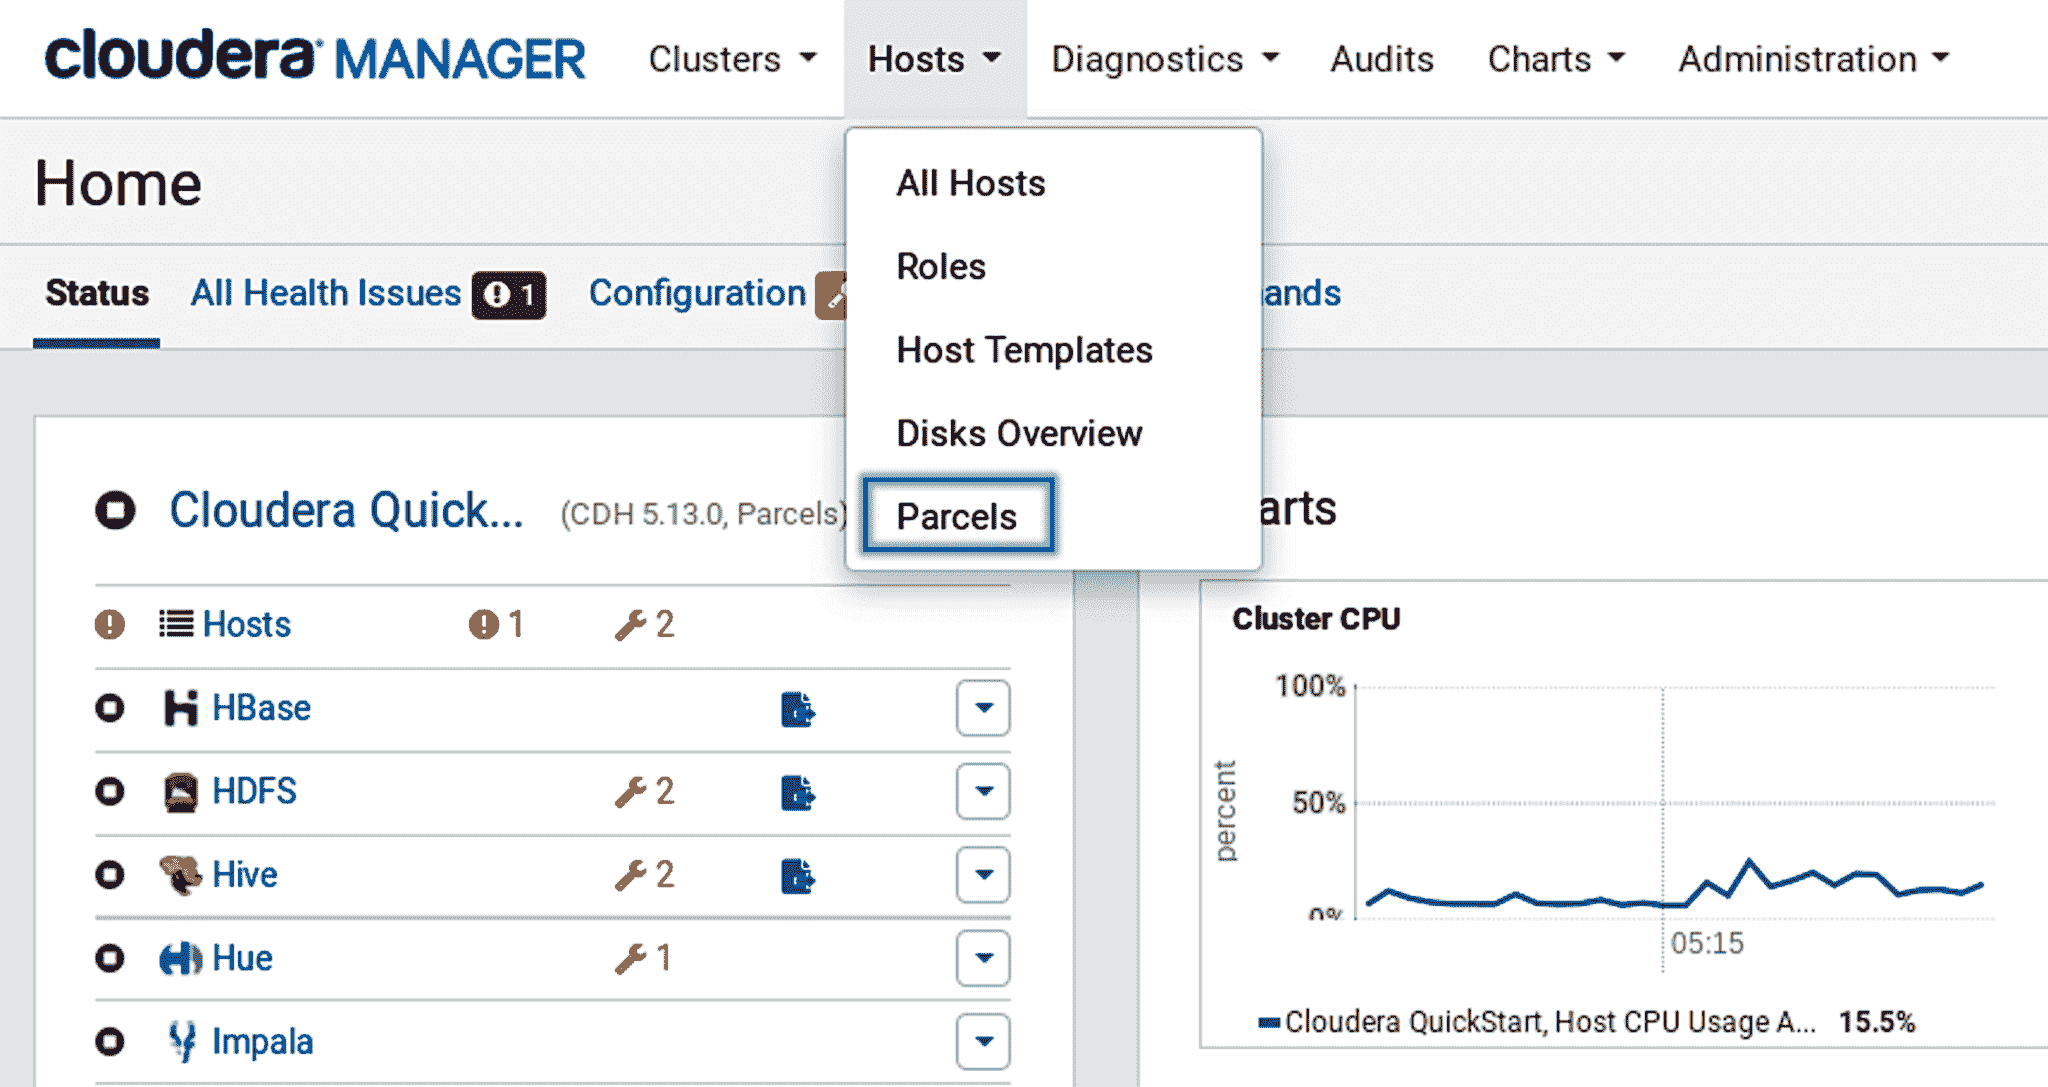 cloudera MANAGER Clusters Hosts Diagnostics Audits Charts Administration
Home
All Hosts
Roles
Host Templates
Disks Overview
Parcels
Status All Health Issues 1 Configuration ands
Cloudera Quick... (CDH 5.13.0, Parcels)
arts
Hosts 1 2
HBase
HDFS 2
Hive 2
Hue 1
Impala
Cluster CPU
100%
50%
0%
percent
05:15
Cloudera QuickStart, Host CPU Usage A... 15.5%